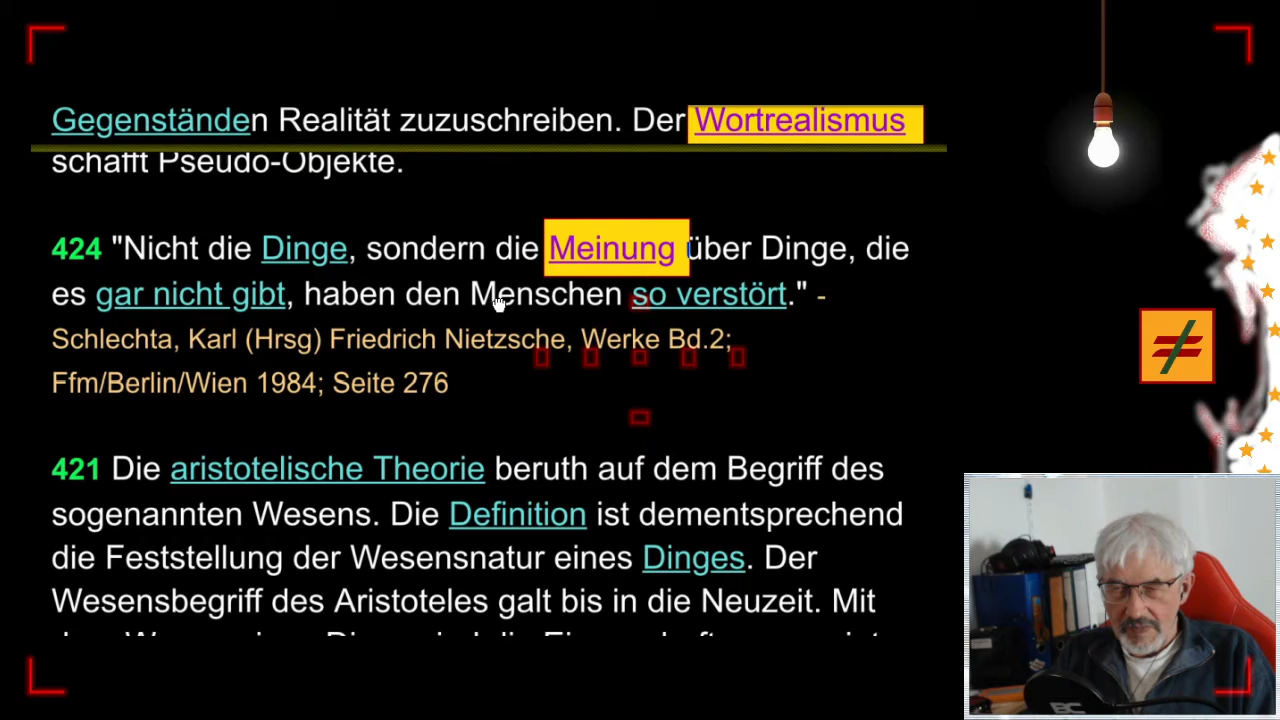 Gegenständen Realität zuzuschreiben. Der Wortrealismus
schafft Pseudo-Objekte.
424 "Nicht die Dinge, sondern die Meinung über Dinge, die
es gar nicht gibt, haben den Menschen so verstört." -
Schlechta, Karl (Hrsg) Friedrich Nietzsche, Werke Bd.2;
Ffm/Berlin/Wien 1984; Seite 276
421 Die aristotelische Theorie beruth auf dem Begriff des
sogenannten Wesens. Die Definition ist dementsprechend
die Feststellung der Wesensnatur eines Dinges. Der
Wesensbegriff des Aristoteles galt bis in die Neuzeit. Mit
≠